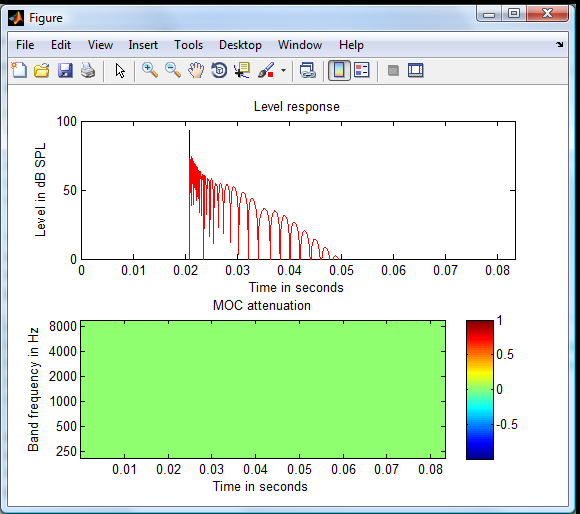 Figure
File Edit View Insert Tools Desktop Window Help
Level response
Level in dB SPL
100
50
0
0 0.01 0.02 0.03 0.04 0.05 0.06 0.07 0.08
Time in seconds
MOC attenuation
Band frequency in Hz
8000
4000
2000
1000
500
250
0.01 0.02 0.03 0.04 0.05 0.06 0.07 0.08
Time in seconds
1
0.5
0
-0.5